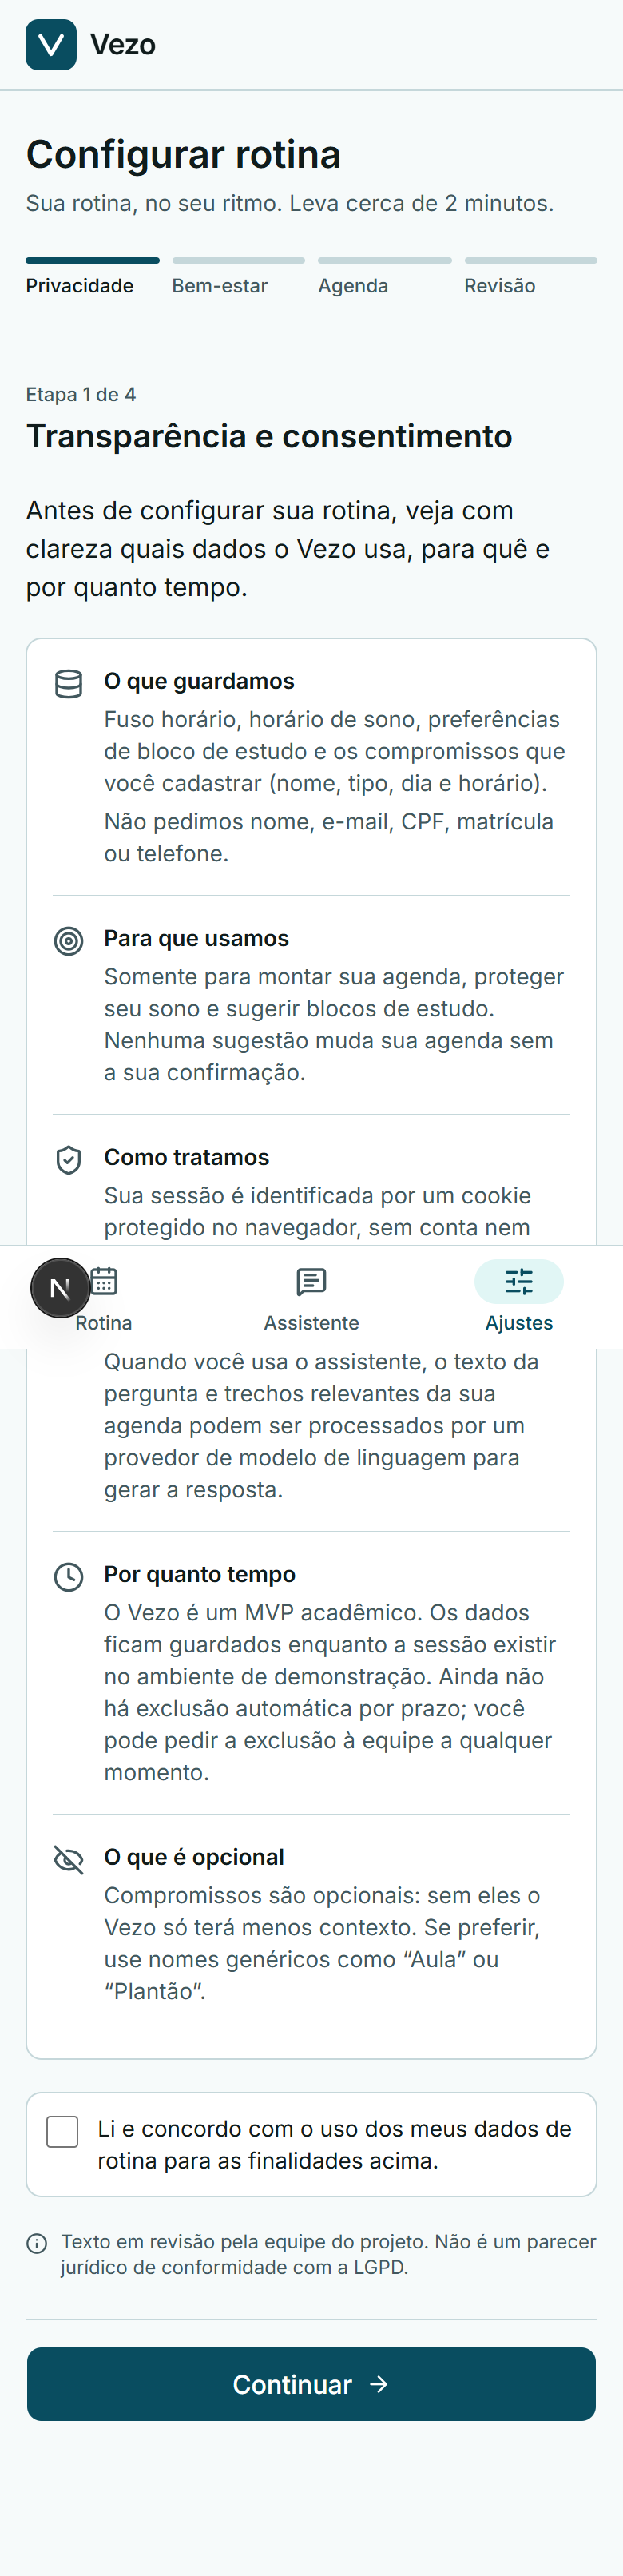 Vezo
Configurar rotina
Sua rotina, no seu ritmo. Leva cerca de 2 minutos.
Privacidade
Bem-estar
Agenda
Revisão
Etapa 1 de 4
Transparência e consentimento
Antes de configurar sua rotina, veja com
clareza quais dados o Vezo usa, para quê e
por quanto tempo.
O que guardamos
Fuso horário, horário de sono, preferências
de bloco de estudo e os compromissos que
você cadastrar (nome, tipo, dia e horário).
Não pedimos nome, e-mail, CPF, matrícula
ou telefone.
Para que usamos
Somente para montar sua agenda, proteger
seu sono e sugerir blocos de estudo.
Nenhuma sugestão muda sua agenda sem
a sua confirmação.
Como tratamos
Sua sessão é identificada por um cookie
protegido no navegador, sem conta nem
N
Rotina
Assistente
Ajustes
Quando você usa o assistente, o texto da
pergunta e trechos relevantes da sua
agenda podem ser processados por um
provedor de modelo de linguagem para
gerar a resposta.
Por quanto tempo
O Vezo é um MVP acadêmico. Os dados
ficam guardados enquanto a sessão existir
no ambiente de demonstração. Ainda não
há exclusão automática por prazo; você
pode pedir a exclusão à equipe a qualquer
momento.
O que é opcional
Compromissos são opcionais: sem eles o
Vezo só terá menos contexto. Se preferir,
use nomes genéricos como “Aula” ou
“Plantão”.
Li e concordo com o uso dos meus dados de
rotina para as finalidades acima.
Texto em revisão pela equipe do projeto. Não é um parecer
jurídico de conformidade com a LGPD.
Continuar